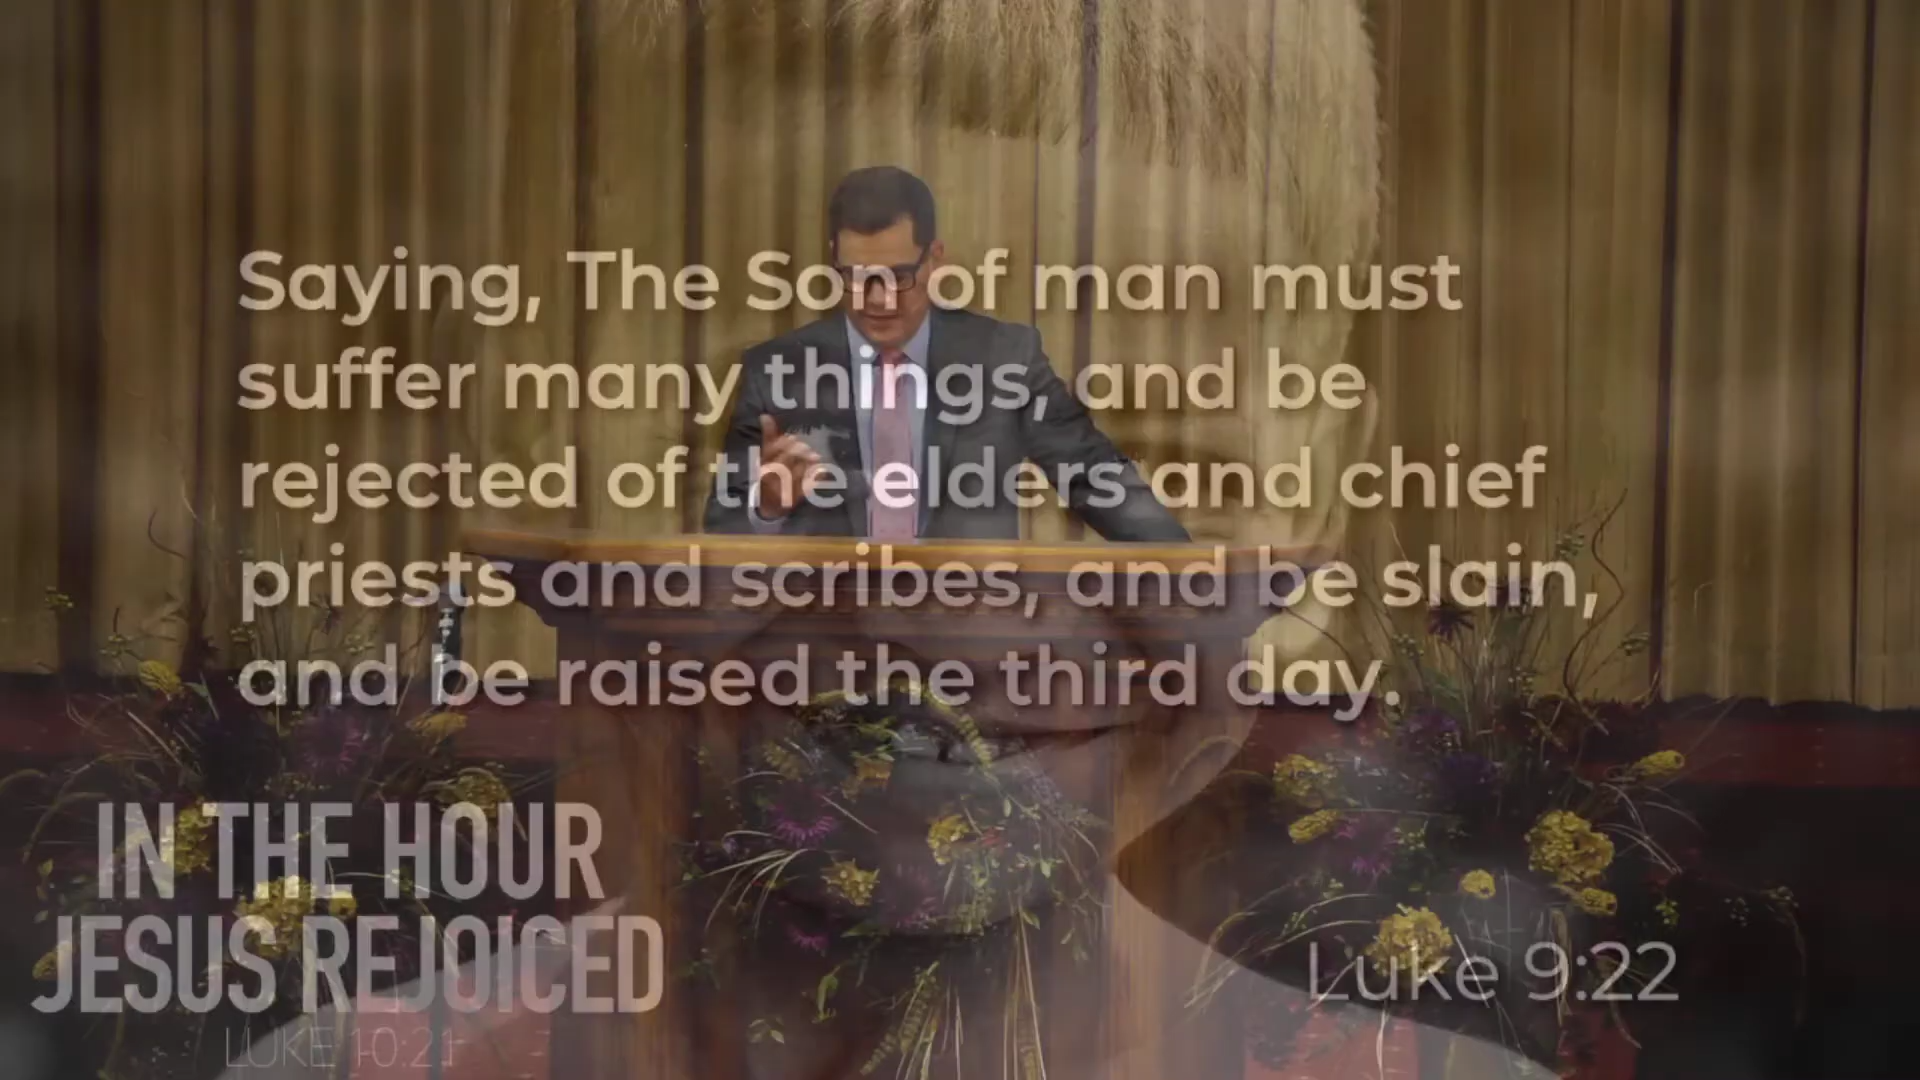 Saying, The Son of man must
suffer many things, and be
rejected of the elders and chief
priests and scribes, and be slain,
and be raised the third day.
IN THE HOUR
JESUS REJOICED
LUKE 10:21
Luke 9:22